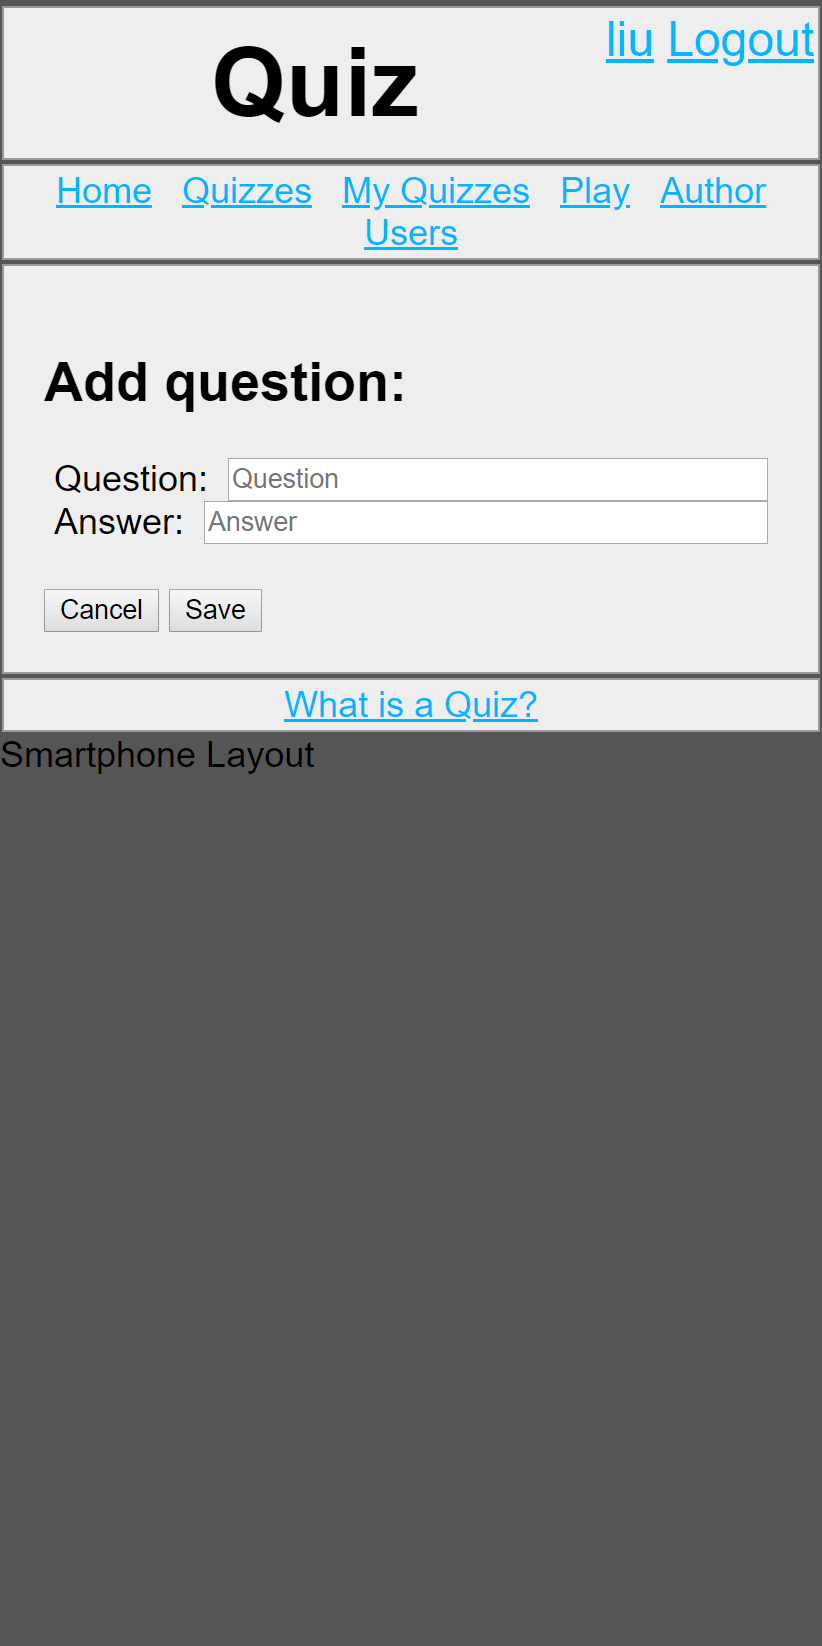 liu Logout
Quiz
Home Quizzes My Quizzes Play Author
Users
Add question:
Question: Question
Answer: Answer
Cancel Save
What is a Quiz?
Smartphone Layout